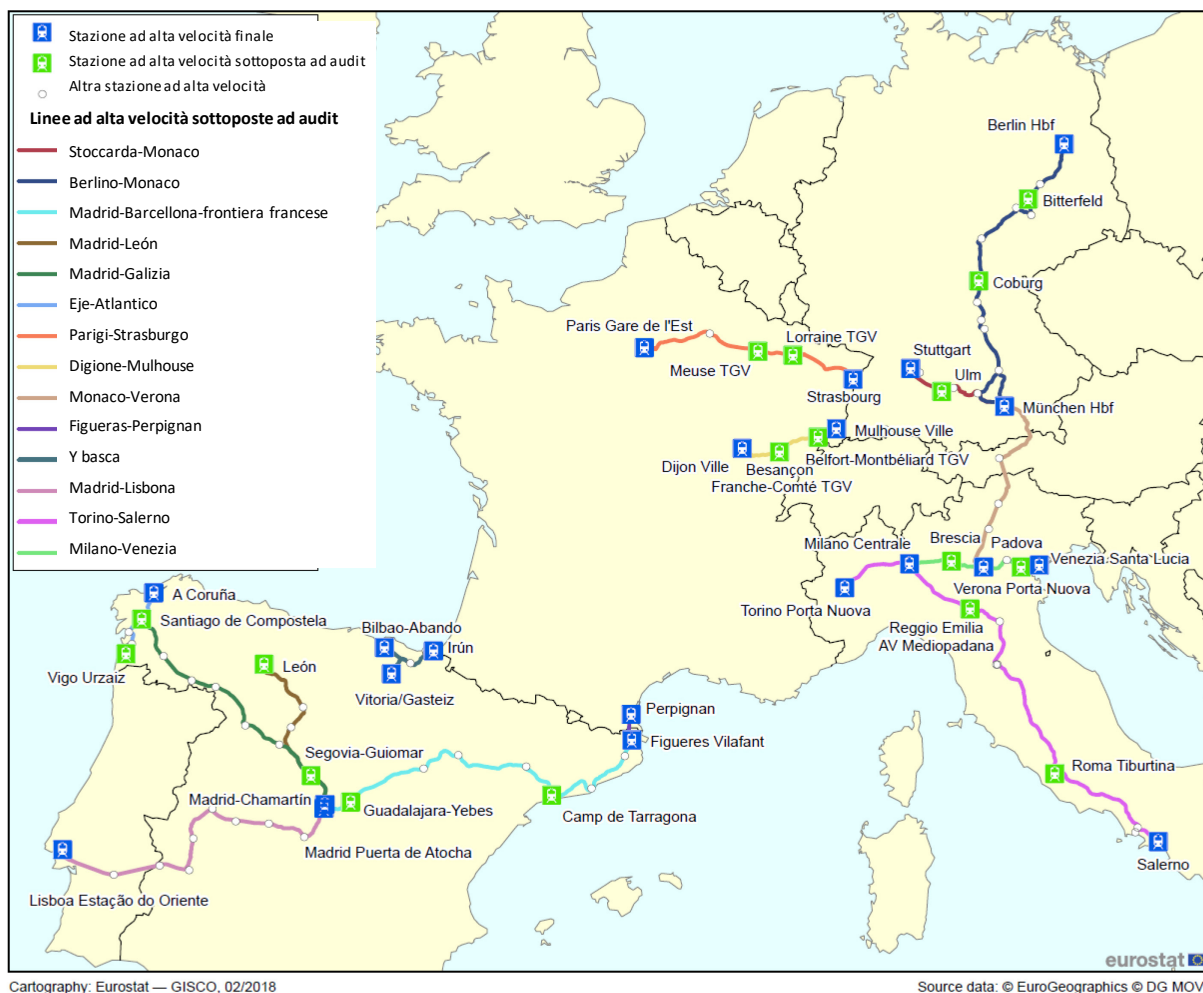 Stazione ad alta velocità finale
Stazione ad alta velocità sottoposta ad audit
Altra stazione ad alta velocità
Linee ad alta velocità sottoposte ad audit
Stoccarda-Monaco
Berlino-Monaco
Madrid-Barcellona-frontiera francese
Madrid-León
Madrid-Galizia
Eje-Atlantico
Parigi-Strasburgo
Digione-Mulhouse
Monaco-Verona
Figueras-Perpignan
Y basca
Madrid-Lisbona
Torino-Salerno
Milano-Venezia
Berlin Hbf
Bitterfeld
Coburg
Paris Gare de l'Est
Lorraine TGV
Meuse TGV
Strasbourg
Stuttgart
Ulm
München Hbf
Mulhouse Ville
Dijon Ville
Belfort-Montbéliard TGV
Besançon
Franche-Comté TGV
Milano Centrale
Brescia
Padova
Venezia Santa Lucia
Verona Porta Nuova
Torino Porta Nuova
Reggio Emilia
AV Mediopadana
A Coruña
Santiago de Compostela
Vigo Urzaiz
León
Bilbao-Abando
Irún
Vitoria/Gasteiz
Perpignan
Figueres Vilafant
Segovia-Guiomar
Madrid-Chamartín
Guadalajara-Yebes
Camp de Tarragona
Madrid Puerta de Atocha
Lisboa Estação do Oriente
Roma Tiburtina
Salerno
eurostat
Cartography: Eurostat — GISCO, 02/2018
Source data: © EuroGeographics © DG MOV